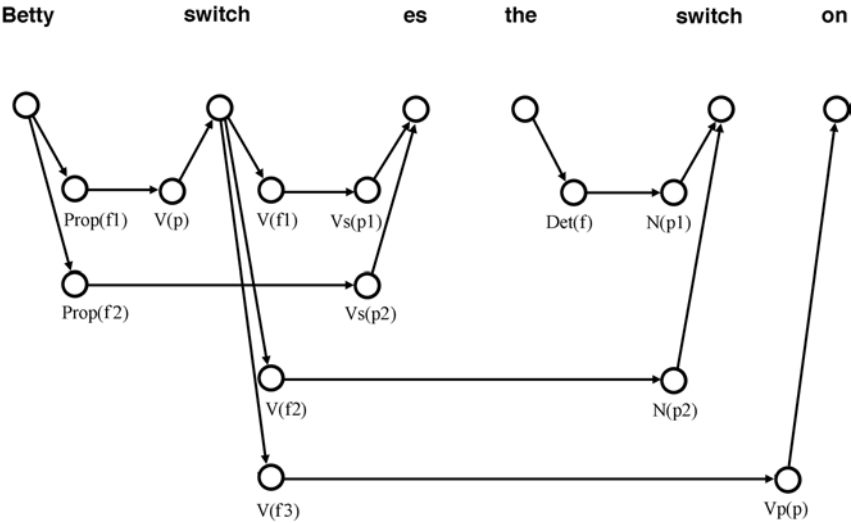 Betty switch es the switch on
Prop(f1) V(p) V(f1) Vs(p1) Det(f) N(p1)
Prop(f2) Vs(p2)
V(f2) N(p2)
V(f3) Vp(p)